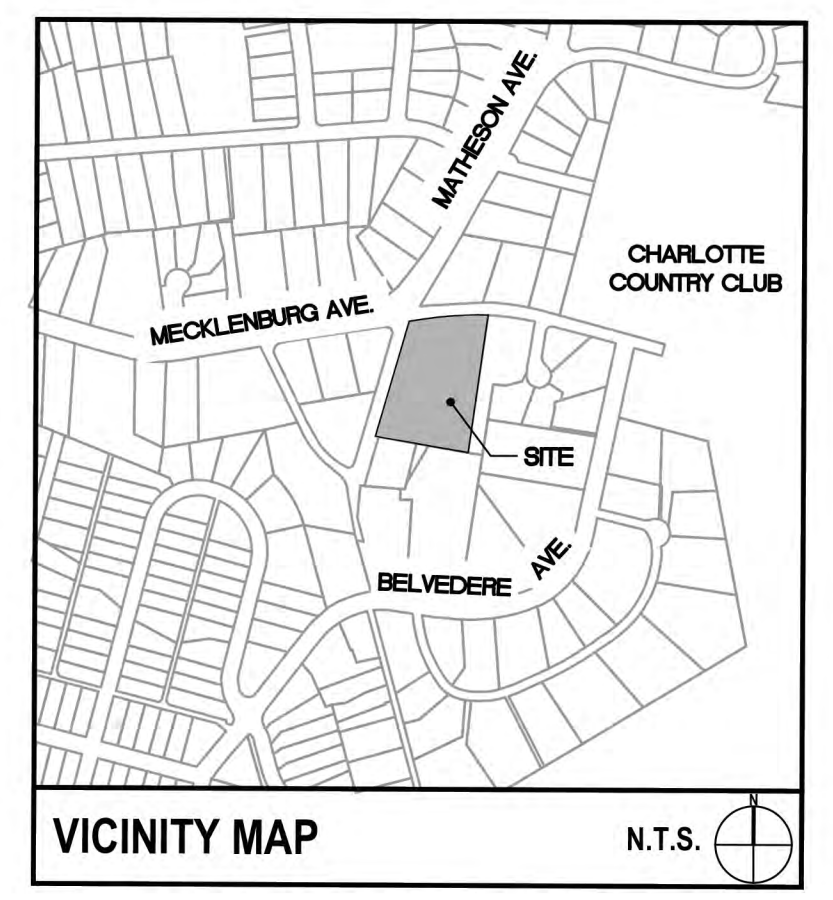 MATHESON AVE.
CHARLOTTE
COUNTRY CLUB
MECKLENBURG AVE.
SITE
BELVEDERE AVE.
VICINITY MAP
N.T.S.
N